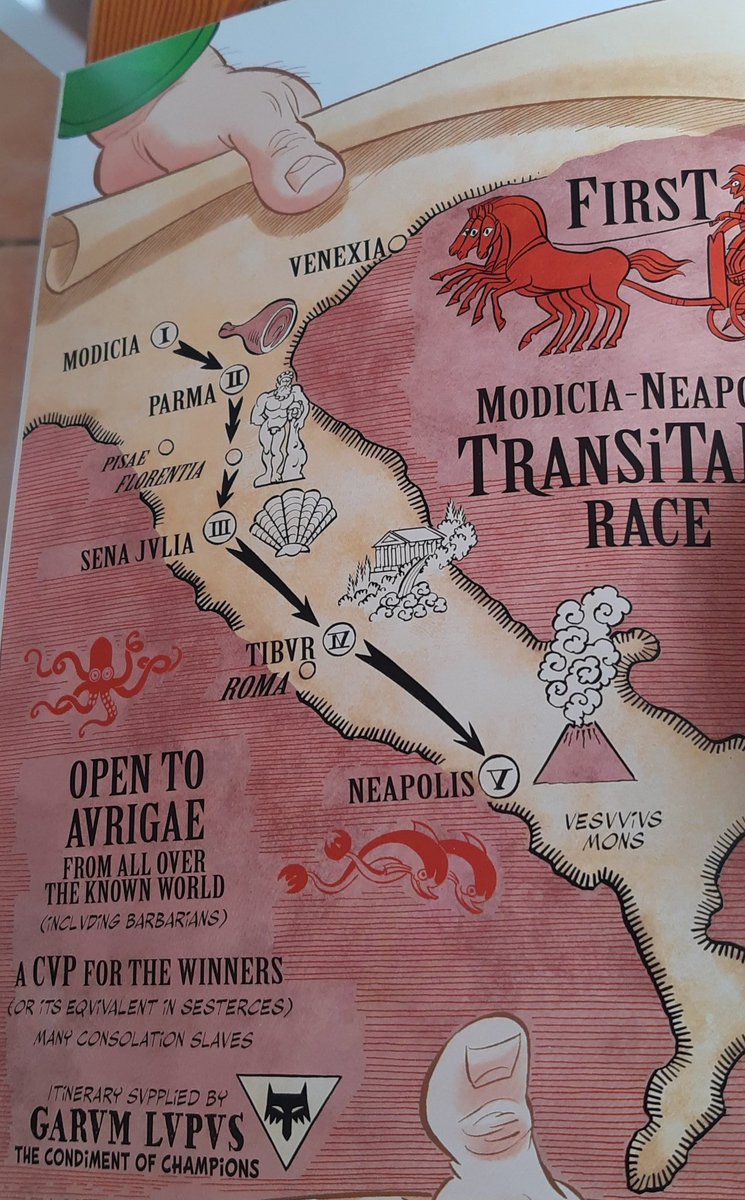 FIRST
VENEXIA
MODICIA I
PARMA II
MODICIA-NEAPO
TRANSiTA
RACE
PISAE
FLORENTIA
III
SENA JVLIA
TIBVR IV
ROMA
NEAPOLIS V
VESVViVS
MONS
OPEN TO
AVRIGAE
FROM ALL OVER
THE KNOWN WORLD
(iNCLVDiNG BARBARiANS)
A CVP FOR THE WINNERS
(OR iTS EQViVALENT iN SESTERCES)
MANY CONSOLATiON SLAVES
iTiNERARY SVPPLiED BY
GARVM LVPVS
THE CONDIMENT OF CHAMPIONS